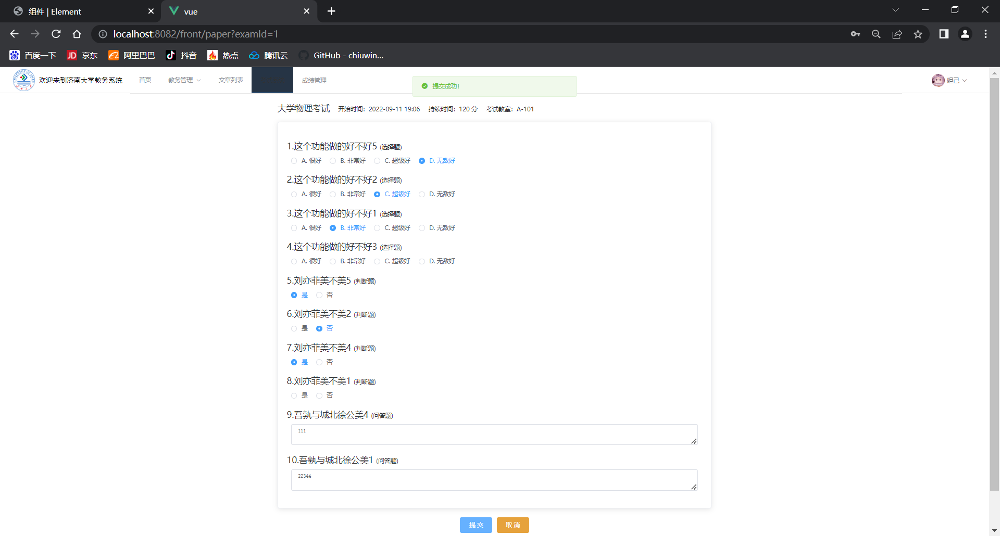 组件 | Element
vue
localhost:8082/front/paper?examId=1
百度一下 JD 京东 阿里巴巴 抖音 热点 腾讯云 GitHub - chiuwin...
欢迎来到济南大学教务系统 首页 教务管理 文章列表 成绩管理 妲己
提交成功!
大学物理考试 开始时间：2022-09-11 19:06 持续时间：120 分 考试教室：A-101
1.这个功能做的好不好5 (选择题)
A. 很好 B. 非常好 C. 超级好 D. 无敌好
2.这个功能做的好不好2 (选择题)
A. 很好 B. 非常好 C. 超级好 D. 无敌好
3.这个功能做的好不好1 (选择题)
A. 很好 B. 非常好 C. 超级好 D. 无敌好
4.这个功能做的好不好3 (选择题)
A. 很好 B. 非常好 C. 超级好 D. 无敌好
5.刘亦菲美不美5 (判断题)
是 否
6.刘亦菲美不美2 (判断题)
是 否
7.刘亦菲美不美4 (判断题)
是 否
8.刘亦菲美不美1 (判断题)
是 否
9.吾孰与城北徐公美4 (问答题)
111
10.吾孰与城北徐公美1 (问答题)
22344
提交 取消